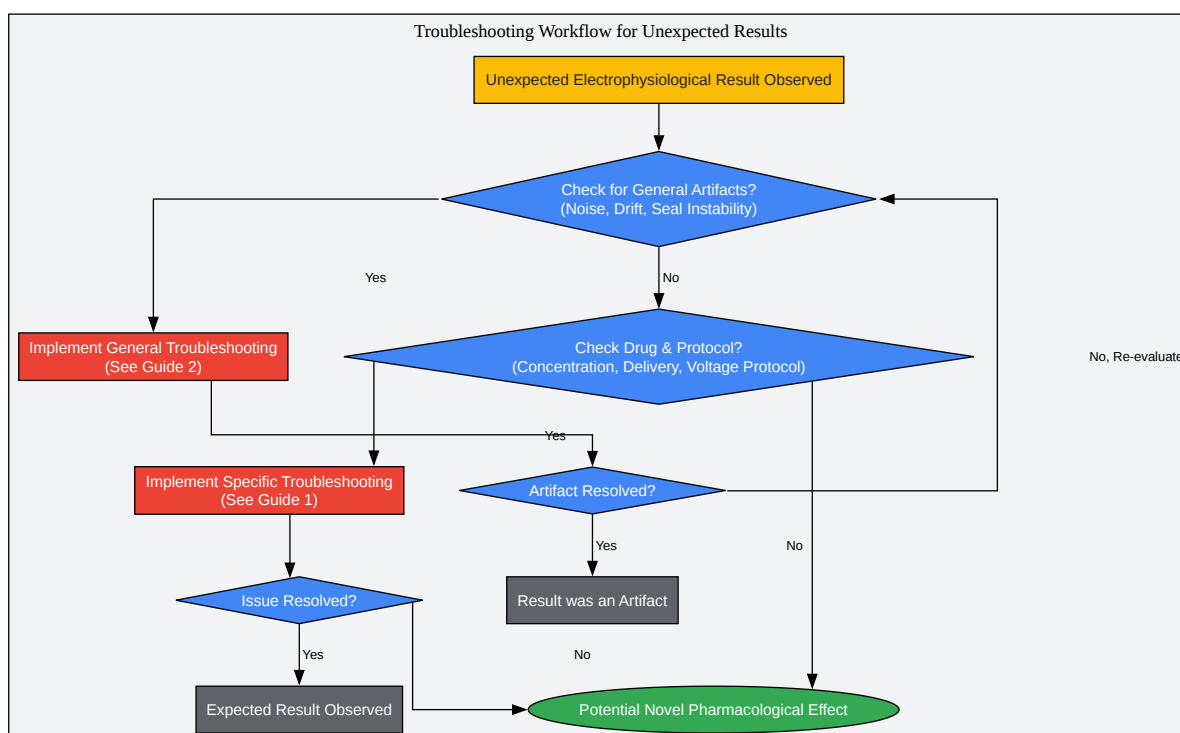 Troubleshooting Workflow for Unexpected Results
Unexpected Electrophysiological Result Observed
Check for General Artifacts?
(Noise, Drift, Seal Instability)
Yes
No
Implement General Troubleshooting
(See Guide 2)
Check Drug & Protocol?
(Concentration, Delivery, Voltage Protocol)
No, Re-evaluate
Yes
Implement Specific Troubleshooting
(See Guide 1)
Artifact Resolved?
Yes
No
Issue Resolved?
Result was an Artifact
Yes
No
Expected Result Observed
Potential Novel Pharmacological Effect